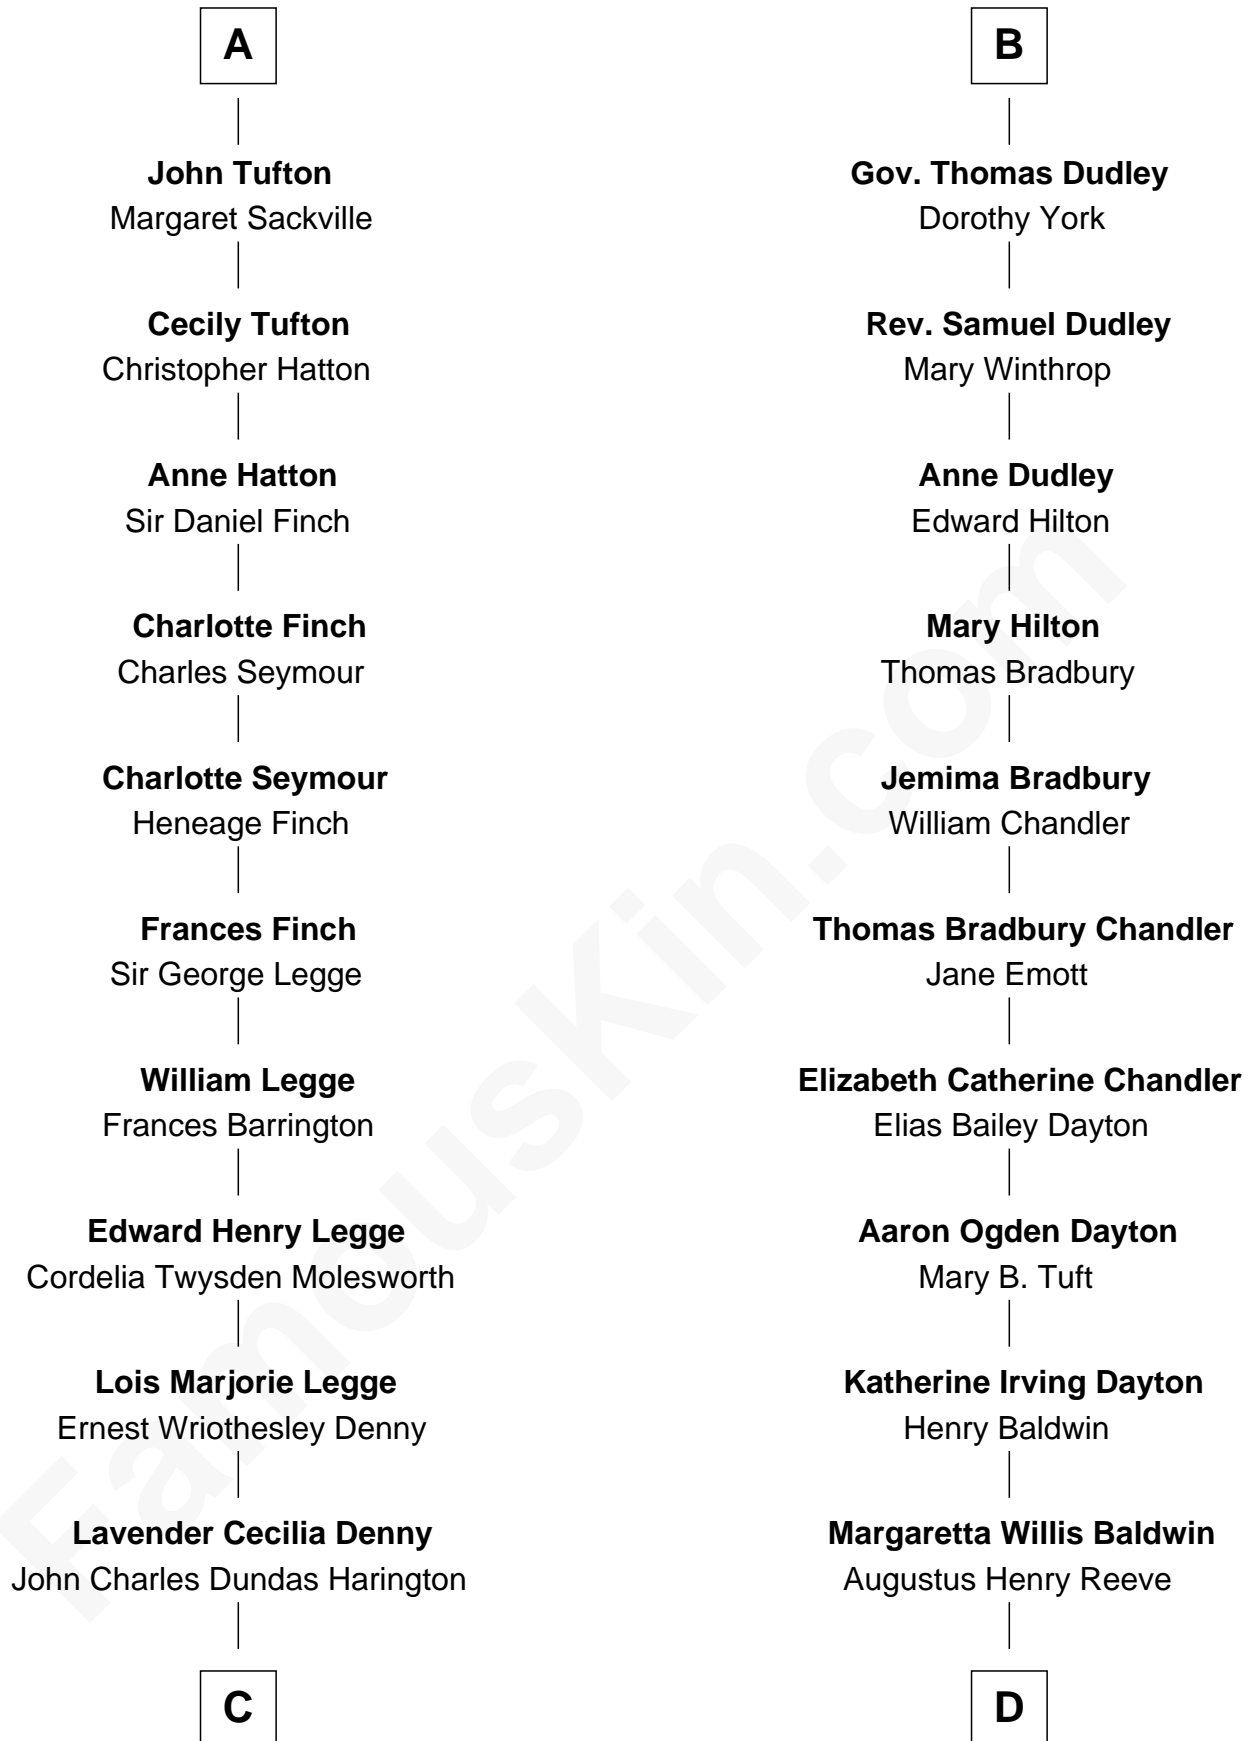 A
John Tufton
Margaret Sackville
Cecily Tufton
Christopher Hatton
Anne Hatton
Sir Daniel Finch
Charlotte Finch
Charles Seymour
Charlotte Seymour
Heneage Finch
Frances Finch
Sir George Legge
William Legge
Frances Barrington
Edward Henry Legge
Cordelia Twysden Molesworth
Lois Marjorie Legge
Ernest Wriothesley Denny
Lavender Cecilia Denny
John Charles Dundas Harington
C
B
Gov. Thomas Dudley
Dorothy York
Rev. Samuel Dudley
Mary Winthrop
Anne Dudley
Edward Hilton
Mary Hilton
Thomas Bradbury
Jemima Bradbury
William Chandler
Thomas Bradbury Chandler
Jane Emott
Elizabeth Catherine Chandler
Elias Bailey Dayton
Aaron Ogden Dayton
Mary B. Tuft
Katherine Irving Dayton
Henry Baldwin
Margaretta Willis Baldwin
Augustus Henry Reeve
D
FamousKin.com